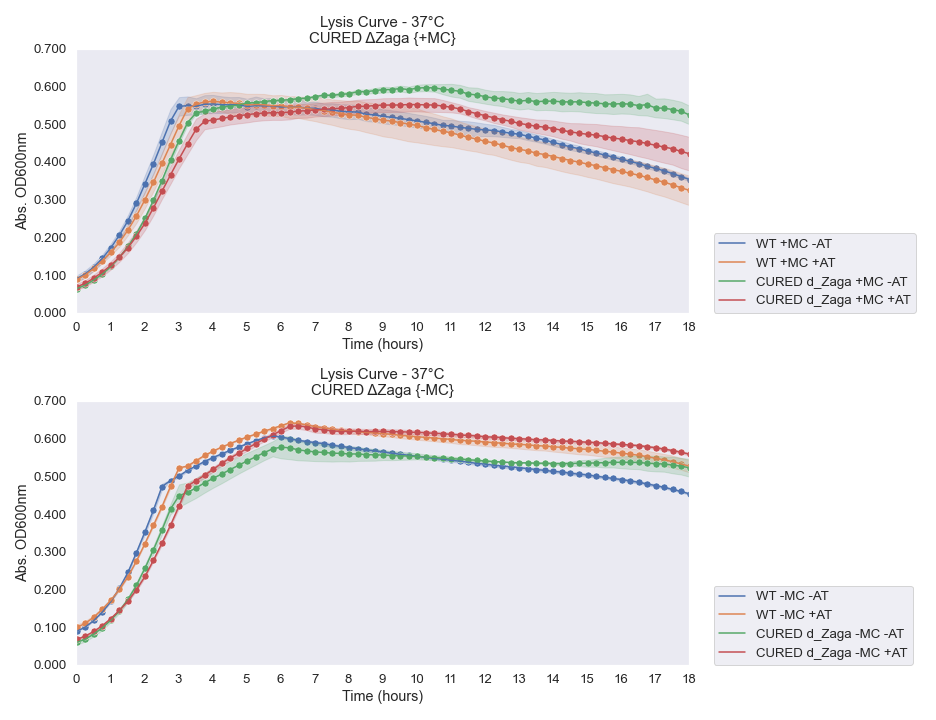 Lysis Curve - 37°C
CURED ΔZaga {+MC}
0.700
0.600
0.500
0.400
0.300
0.200
0.100
0.000
Abs. OD600nm
0 1 2 3 4 5 6 7 8 9 10 11 12 13 14 15 16 17 18
Time (hours)
WT +MC -AT
WT +MC +AT
CURED d_Zaga +MC -AT
CURED d_Zaga +MC +AT
Lysis Curve - 37°C
CURED ΔZaga {-MC}
0.700
0.600
0.500
0.400
0.300
0.200
0.100
0.000
Abs. OD600nm
0 1 2 3 4 5 6 7 8 9 10 11 12 13 14 15 16 17 18
Time (hours)
WT -MC -AT
WT -MC +AT
CURED d_Zaga -MC -AT
CURED d_Zaga -MC +AT